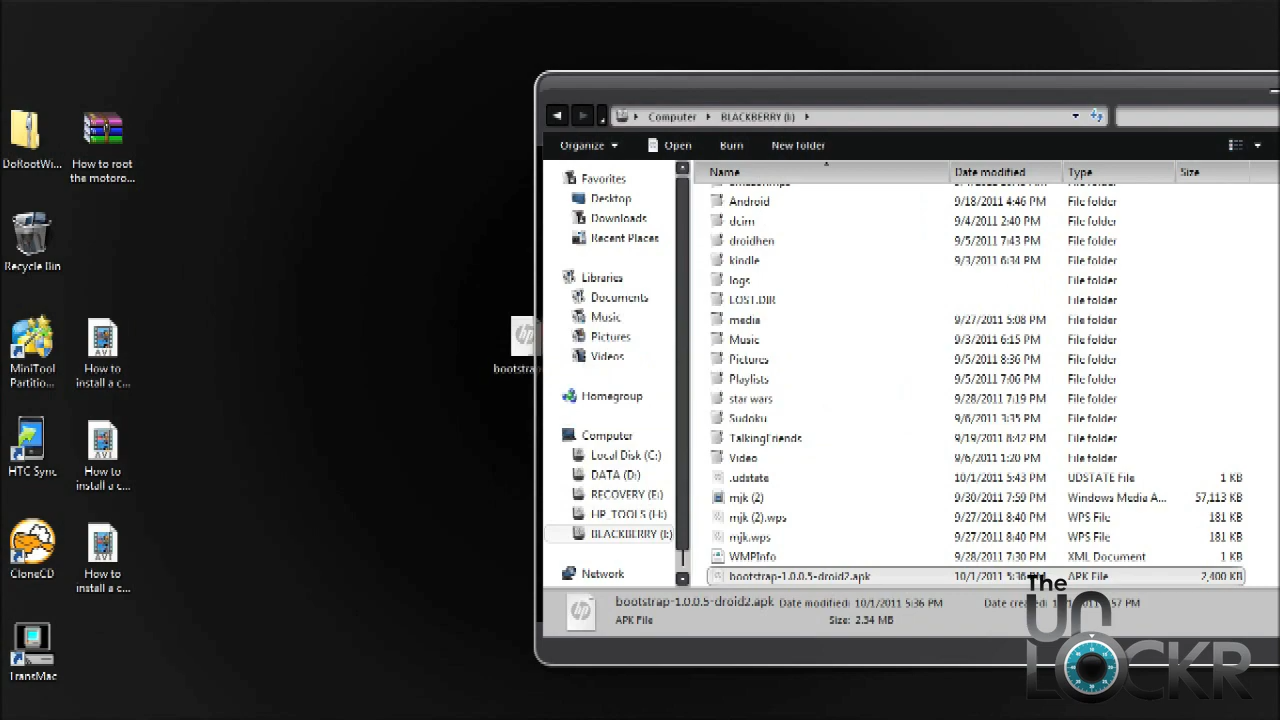 DoRootWi...
How to root
the motoro...
Recycle Bin
MiniTool
Partitio...
How to
install a c...
HTC Sync
How to
install a c...
CloneCD
How to
install a c...
TransMac
bootstrap
Computer
BLACKBERRY (I:)
Organize
Open
Burn
New folder
Favorites
Desktop
Downloads
Recent Places
Libraries
Documents
Music
Pictures
Videos
Homegroup
Computer
Local Disk (C:)
DATA (D:)
RECOVERY (E:)
HP_TOOLS (H:)
BLACKBERRY (I:)
Network
Name Date modified Type Size
Android 9/18/2011 4:46 PM File folder
dcim 9/4/2011 2:40 PM File folder
droidhen 9/5/2011 7:43 PM File folder
kindle 9/3/2011 6:34 PM File folder
logs File folder
LOST.DIR File folder
media 9/27/2011 5:08 PM File folder
Music 9/3/2011 6:15 PM File folder
Pictures 9/5/2011 8:36 PM File folder
Playlists 9/5/2011 7:06 PM File folder
star wars 9/28/2011 7:19 PM File folder
Sudoku 9/6/2011 3:35 PM File folder
TalkingFriends 9/19/2011 8:42 PM File folder
Video 9/6/2011 1:20 PM File folder
.udstate 10/1/2011 5:43 PM UDSTATE File 1 KB
mjk (2) 9/30/2011 7:59 PM Windows Media A... 57,113 KB
mjk (2).wps 9/27/2011 8:40 PM WPS File 181 KB
mjk.wps 9/27/2011 8:40 PM WPS File 181 KB
WMPInfo 9/28/2011 7:30 PM XML Document 1 KB
bootstrap-1.0.0.5-droid2.apk 10/1/2011 5:36 PM APK File 2,400 KB
bootstrap-1.0.0.5-droid2.apk Date modified: 10/1/2011 5:36 PM Date created: PM
APK File Size: 2.34 MB
hp
The
UN
LOCKR